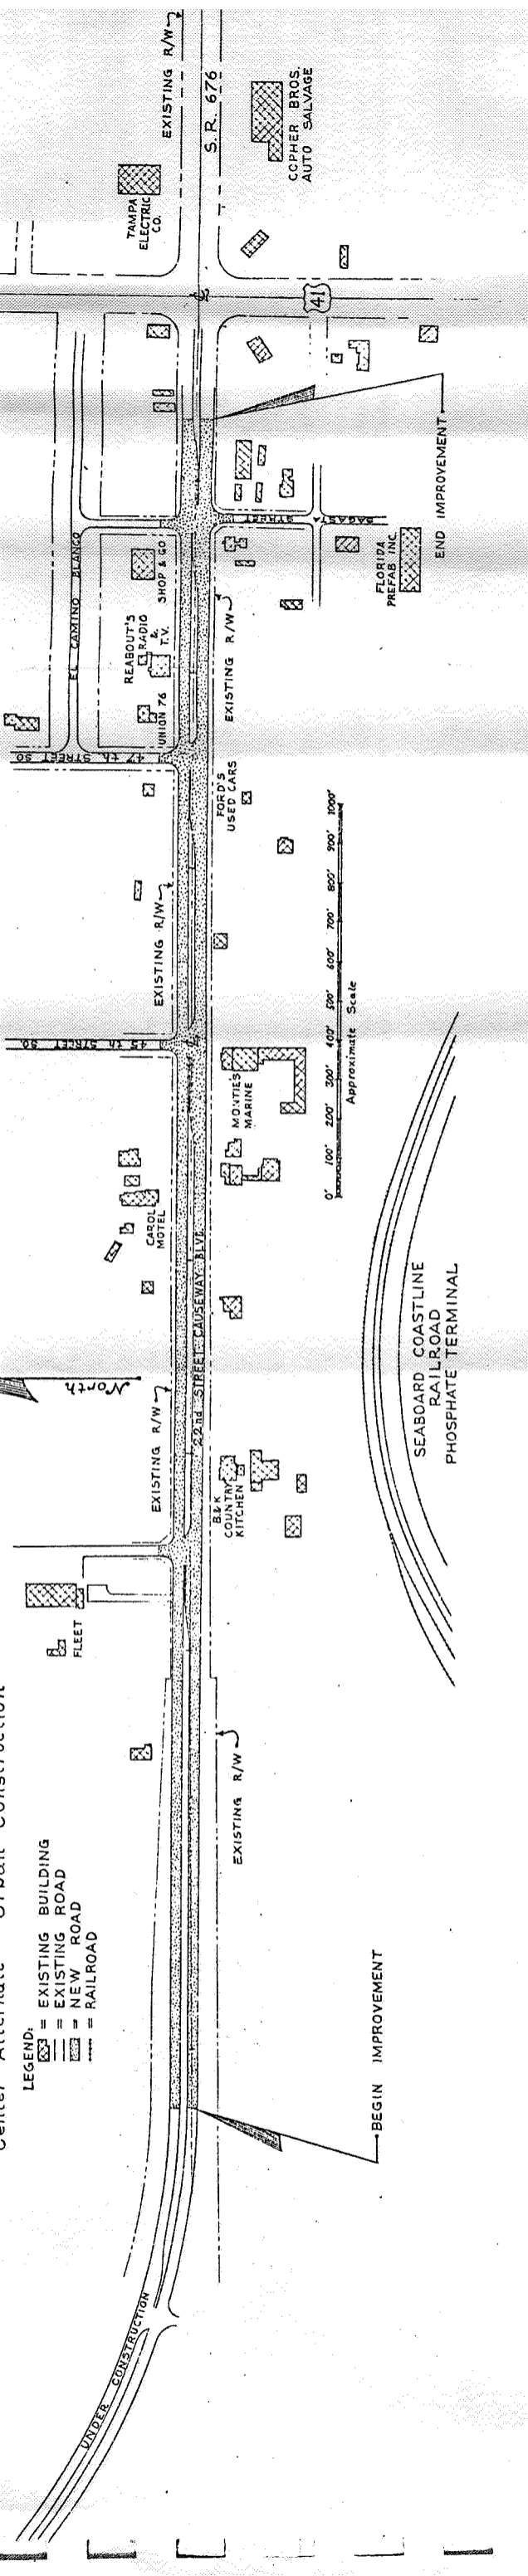 Center Alternate Urban Construction
LEGEND:
= EXISTING BUILDING
= EXISTING ROAD
= NEW ROAD
= RAILROAD
UNDER CONSTRUCTION
BEGIN IMPROVEMENT
EXISTING R/W
FLEET
EXISTING R/W
North
B&K
COUNTRY
KITCHEN
22nd STREET CAUSEWAY BLVD
CAROL
MOTEL
SEABOARD COASTLINE
RAILROAD
PHOSPHATE TERMINAL
MONTIES
MARINE
45 th STREET SO
0' 100' 200' 300' 400' 500' 600' 700' 800' 900' 1000'
Approximate Scale
EXISTING R/W
FORD'S
USED CARS
47 th STREET SO
EL CAMINO BLANCO
UNION 76
REABOUT'S
RADIO
&
T.V.
SHOP & GO
EXISTING R/W
STREET
FLORIDA
PREFAB INC.
END IMPROVEMENT
41
TAMPA
ELECTRIC
CO.
EXISTING R/W
S.R. 676
COPHER BROS.
AUTO SALVAGE